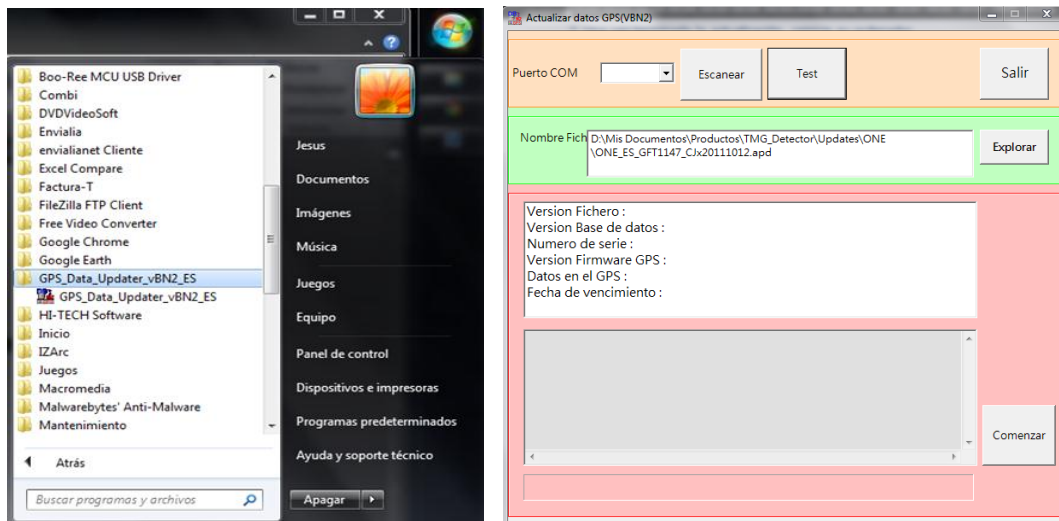 Boo-Ree MCU USB Driver
Combi
DVDVideoSoft
Envialia
envialianet Cliente
Excel Compare
Factura-T
FileZilla FTP Client
Free Video Converter
Google Chrome
Google Earth
GPS_Data_Updater_vBN2_ES
GPS_Data_Updater_vBN2_ES
HI-TECH Software
Inicio
IZArc
Juegos
Macromedia
Malwarebytes' Anti-Malware
Mantenimiento
Atrás
Buscar programas y archivos
Jesus
Documentos
Imágenes
Música
Juegos
Equipo
Panel de control
Dispositivos e impresoras
Programas predeterminados
Ayuda y soporte técnico
Apagar
Actualizar datos GPS(VBN2)
Puerto COM
Escanear
Test
Salir
Nombre Fich
D:\Mis Documentos\Productos\TMG_Detector\Updates\ONE
\ONE_ES_GFT1147_CJx20111012.apd
Explorar
Version Fichero :
Version Base de datos :
Numero de serie :
Version Firmware GPS :
Datos en el GPS :
Fecha de vencimiento :
Comenzar